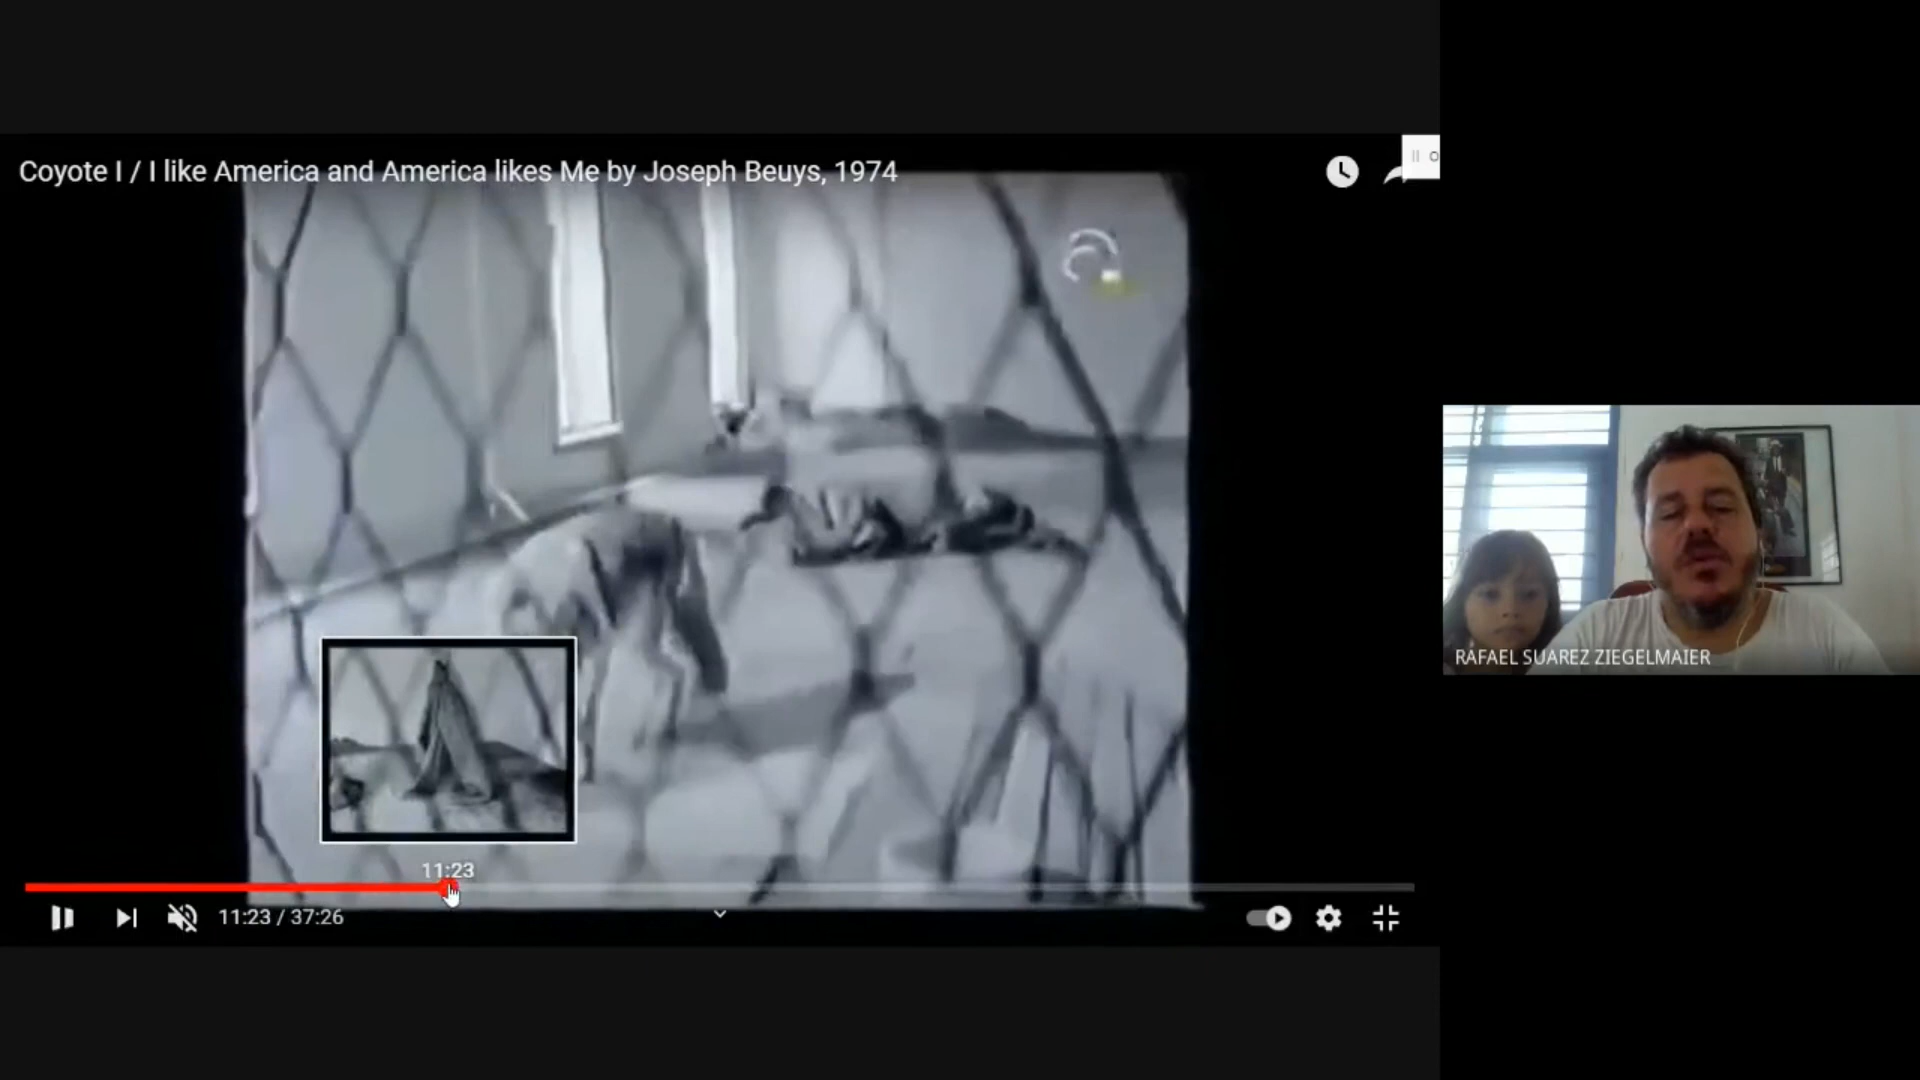 Coyote I / I like America and America likes Me by Joseph Beuys, 1974
11:23
11:23 / 37:26
RAFAEL SUAREZ ZIEGELMAIER